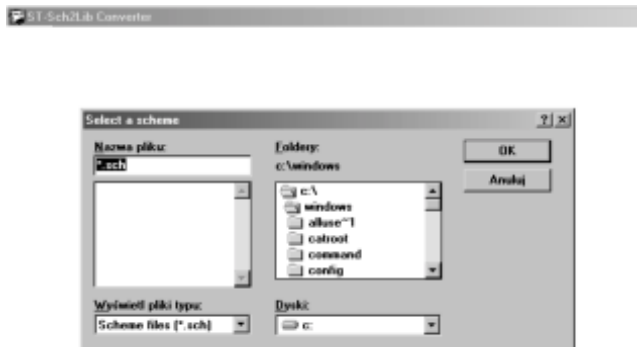 ST-Sch2Lib Converter
Select a scheme
Nazwa pliku:
*.sch
Foldery:
c:\windows
c:\
windows
alluse~1
catroot
command
config
OK
Anuluj
Wyświetl pliki typu:
Scheme files (*.sch)
Dyski:
c: